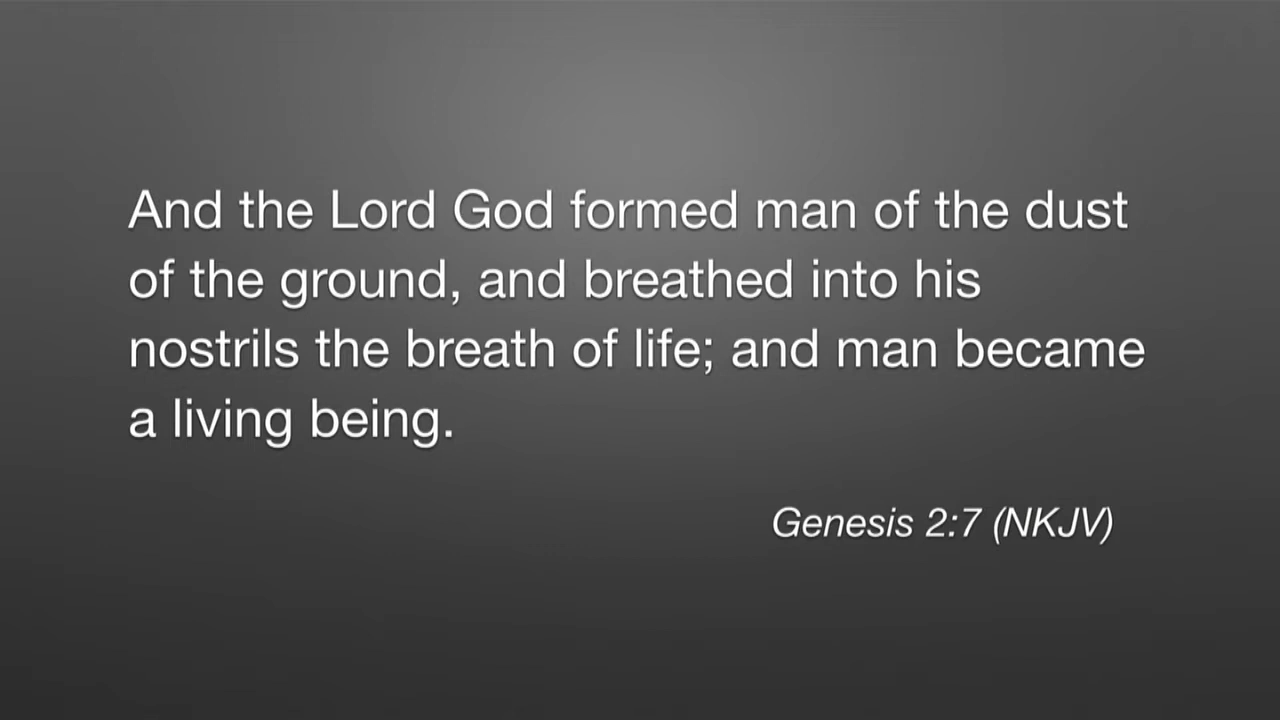 And the Lord God formed man of the dust
of the ground, and breathed into his
nostrils the breath of life; and man became
a living being.
Genesis 2:7 (NKJV)